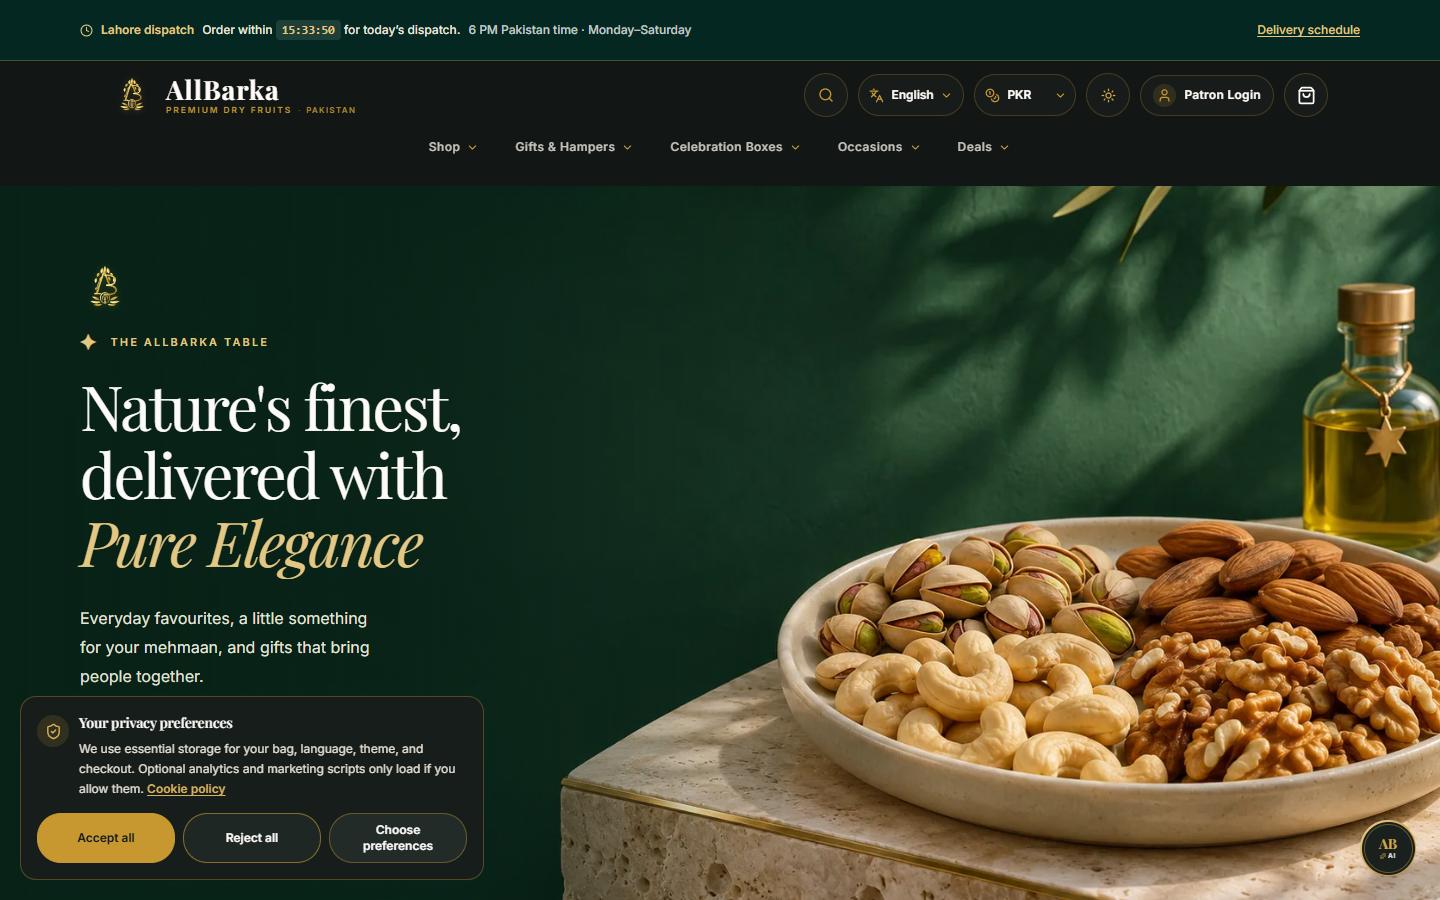 Lahore dispatch Order within 15:33:50 for today’s dispatch. 6 PM Pakistan time · Monday–Saturday
Delivery schedule
AllBarka
PREMIUM DRY FRUITS · PAKISTAN
English
PKR
Patron Login
Shop
Gifts & Hampers
Celebration Boxes
Occasions
Deals
THE ALLBARKA TABLE
Nature's finest,
delivered with
Pure Elegance
Everyday favourites, a little something
for your mehmaan, and gifts that bring
people together.
Your privacy preferences
We use essential storage for your bag, language, theme, and
checkout. Optional analytics and marketing scripts only load if you
allow them. Cookie policy
Accept all
Reject all
Choose
preferences
AB
AI